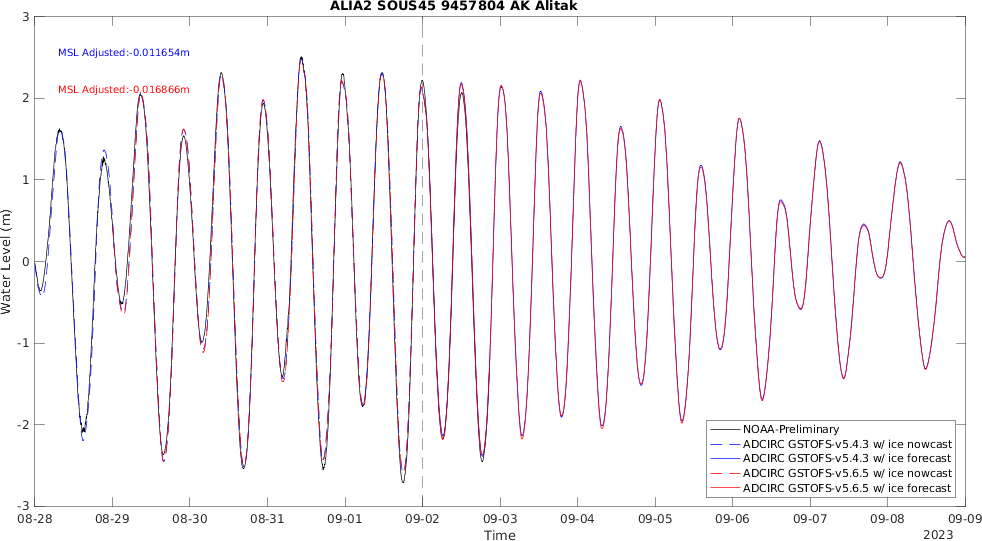 ALIA2 SOUS45 9457804 AK Alitak
3
MSL Adjusted:-0.011654m
MSL Adjusted:-0.016866m
2
1
0
-1
-2
-3
Water Level (m)
NOAA-Preliminary
ADCIRC GSTOFS-v5.4.3 w/ ice nowcast
ADCIRC GSTOFS-v5.4.3 w/ ice forecast
ADCIRC GSTOFS-v5.6.5 w/ ice nowcast
ADCIRC GSTOFS-v5.6.5 w/ ice forecast
08-28 08-29 08-30 08-31 09-01 09-02 09-03 09-04 09-05 09-06 09-07 09-08 09-09
Time
2023